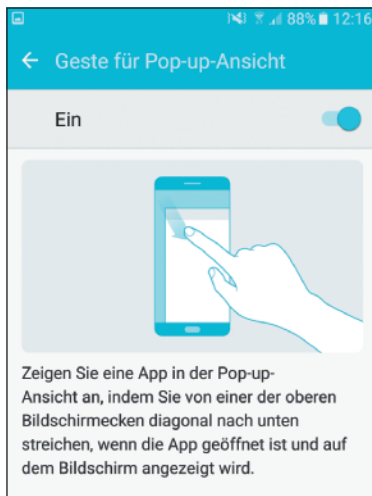 88% 12:16
Geste für Pop-up-Ansicht
Ein
Zeigen Sie eine App in der Pop-up-
Ansicht an, indem Sie von einer der oberen
Bildschirmecken diagonal nach unten
streichen, wenn die App geöffnet ist und auf
dem Bildschirm angezeigt wird.